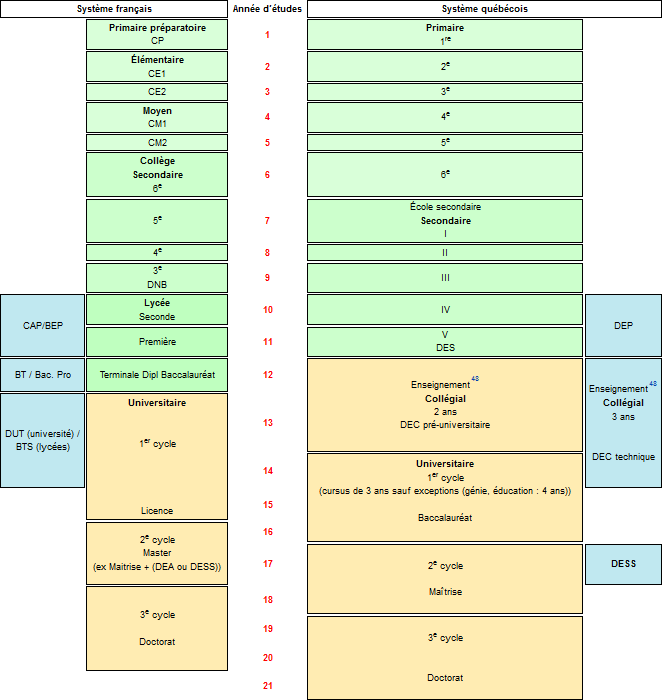 Système français Année d'études Système québécois
Primaire préparatoire
CP
1
Primaire
1re
Élémentaire
CE1
2
2e
CE2
3
3e
Moyen
CM1
4
4e
CM2
5
5e
Collège
Secondaire
6e
6
6e
5e
7
École secondaire
Secondaire
I
4e
8
II
3e
DNB
9
III
CAP/BEP
Lycée
Seconde
10
IV
DEP
Première
11
V
DES
BT / Bac. Pro
Terminale Dipl Baccalauréat
12
Enseignement48
Collégial
2 ans
DEC pré-universitaire
Enseignement48
Collégial
3 ans
DEC technique
DUT (université) /
BTS (lycées)
Universitaire
1er cycle
Licence
13
14
15
16
Universitaire
1er cycle
(cursus de 3 ans sauf exceptions (génie, éducation : 4 ans))
Baccalauréat
2e cycle
Master
(ex Maitrise + (DEA ou DESS))
17
18
2e cycle
Maîtrise
DESS
3e cycle
Doctorat
19
20
21
3e cycle
Doctorat